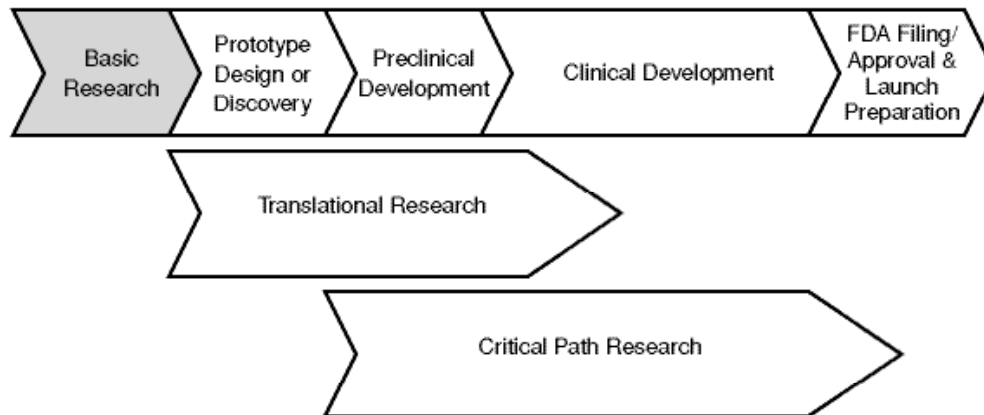 Basic
Research
Prototype
Design or
Discovery
Preclinical
Development
Clinical Development
FDA Filing/
Approval &
Launch
Preparation
Translational Research
Critical Path Research